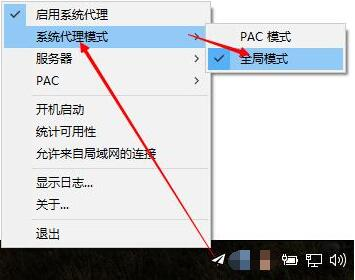 启用系统代理
系统代理模式
服务器
PAC
开机启动
统计可用性
允许来自局域网的连接
显示日志...
关于...
退出
PAC 模式
全局模式